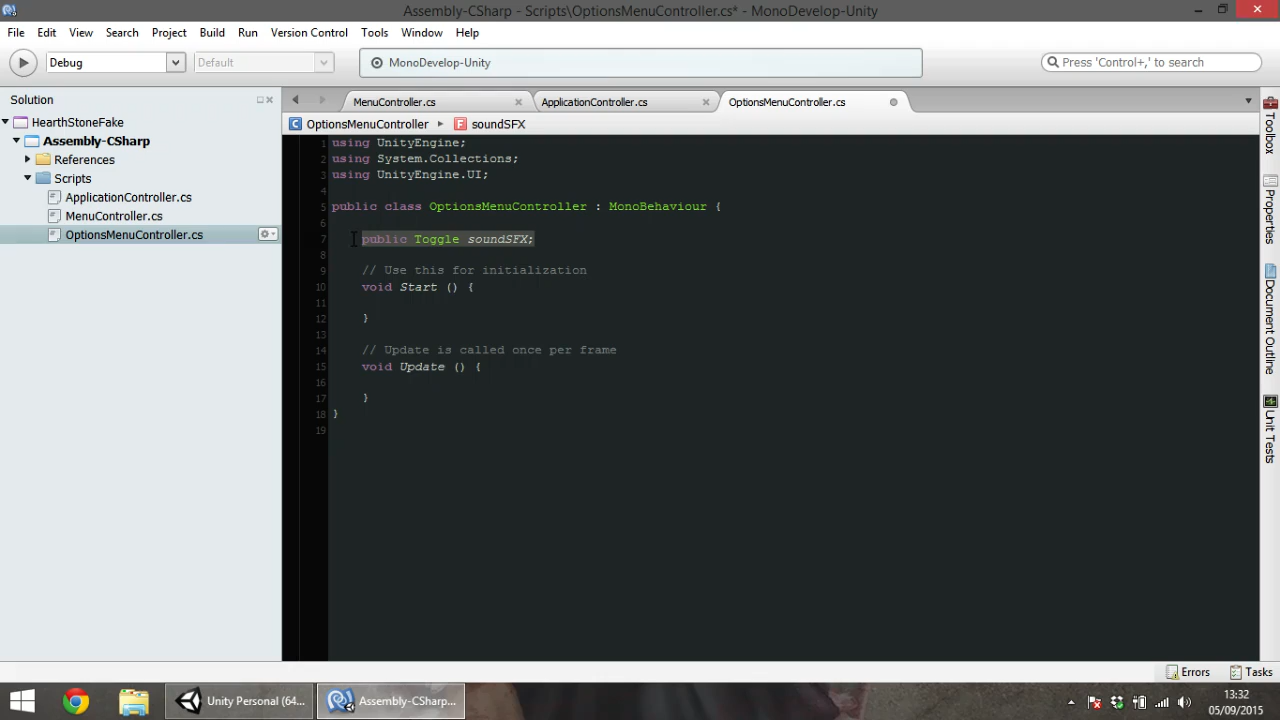 Assembly-CSharp - Scripts\OptionsMenuController.cs* - MonoDevelop-Unity
File Edit View Search Project Build Run Version Control Tools Window Help
Debug Default MonoDevelop-Unity Press 'Control+,' to search
Solution
HearthStoneFake
Assembly-CSharp
References
Scripts
ApplicationController.cs
MenuController.cs
OptionsMenuController.cs
MenuController.cs ApplicationController.cs OptionsMenuController.cs
OptionsMenuController soundSFX
1 using UnityEngine;
2 using System.Collections;
3 using UnityEngine.UI;
4
5 public class OptionsMenuController : MonoBehaviour {
6
7 public Toggle soundSFX;
8
9 // Use this for initialization
10 void Start () {
11
12 }
13
14 // Update is called once per frame
15 void Update () {
16
17 }
18 }
19
Toolbox
Properties
Document Outline
Unit Tests
Errors Tasks
Unity Personal (64... Assembly-CSharp...
13:32
05/09/2015